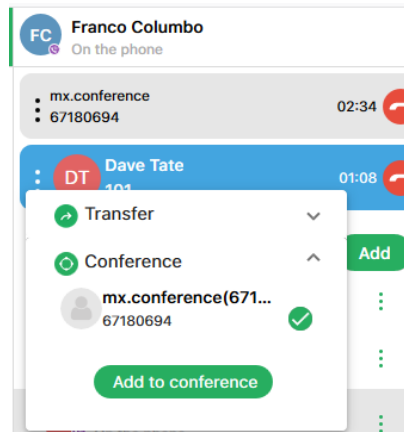 FC
Franco Columbo
On the phone
mx.conference
67180694
02:34
DT
Dave Tate
101
01:08
Transfer
Conference
Add
mx.conference(671...
67180694
Add to conference